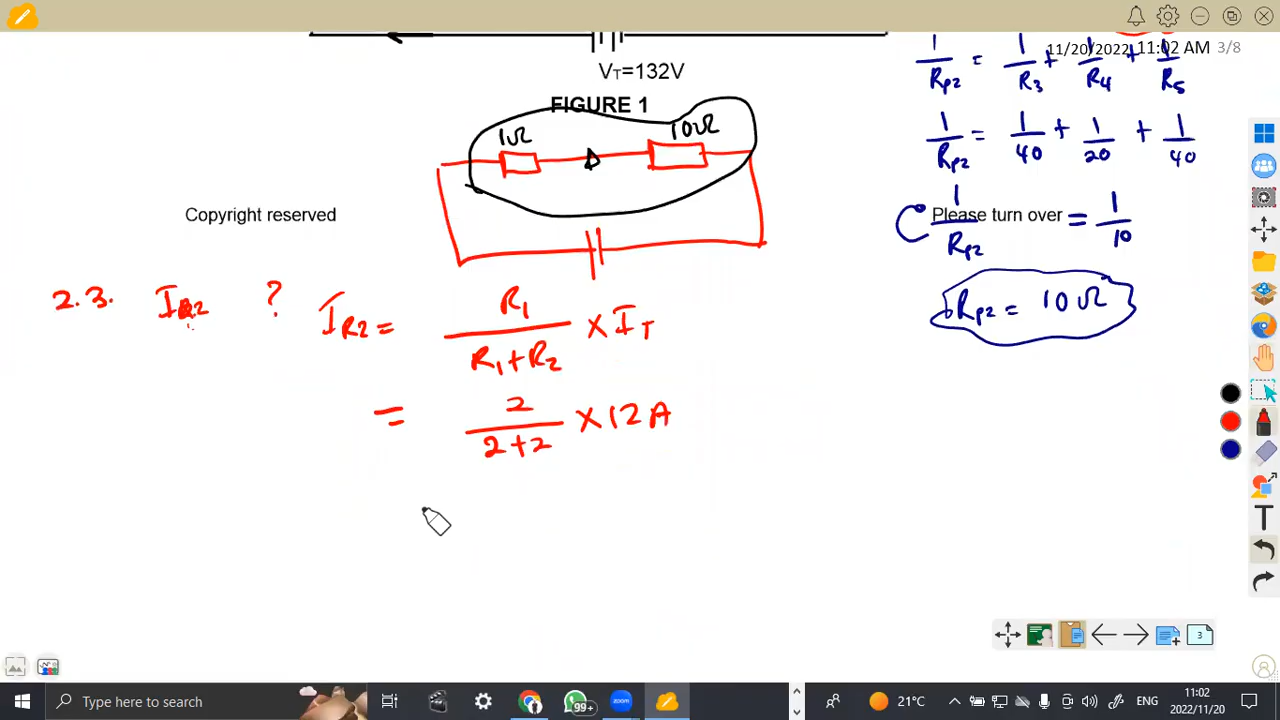 11/20/2022 11:02 AM 3/8
VT=132V
FIGURE 1
1Ω 10Ω
1/Rp2 = 1/R3 + 1/R4 + 1/R5
1/Rp2 = 1/40 + 1/20 + 1/40
Copyright reserved
Please turn over
1/Rp2 = 1/10
Rp2 = 10Ω
2.3. IR2 ? IR2 = R1/(R1+R2) × IT
= 2/(2+2) × 12A
3
Type here to search
99+
zoom
21°C
ENG
11:02
2022/11/20